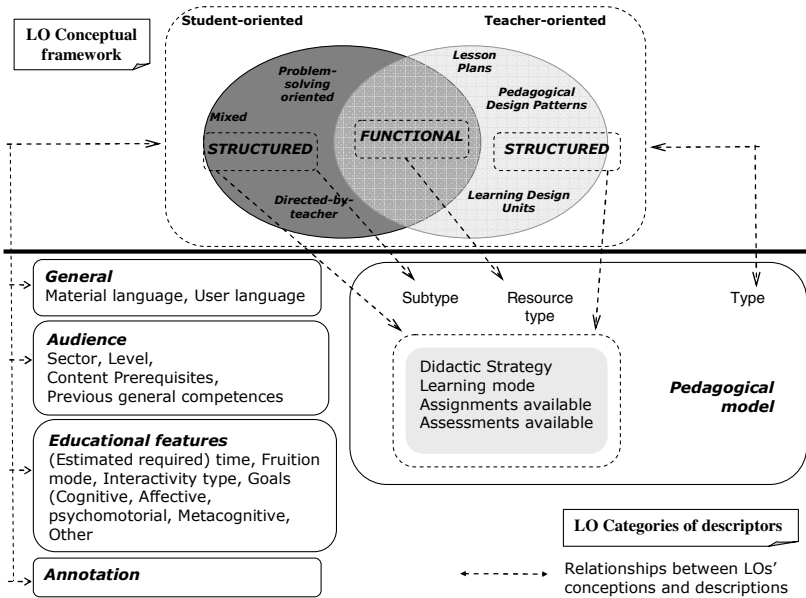 Student-oriented
Teacher-oriented
LO Conceptual
framework
Problem-
solving
oriented
Mixed
STRUCTURED
Directed-by-
teacher
FUNCTIONAL
Lesson
Plans
Pedagogical
Design Patterns
STRUCTURED
Learning Design
Units
General
Material language, User language
Audience
Sector, Level,
Content Prerequisites,
Previous general competences
Educational features
(Estimated required) time, Fruition
mode, Interactivity type, Goals
(Cognitive, Affective,
psychomotorial, Metacognitive,
Other
Annotation
Subtype
Resource
type
Type
Didactic Strategy
Learning mode
Assignments available
Assessments available
Pedagogical
model
LO Categories of descriptors
Relationships between LOs’
conceptions and descriptions